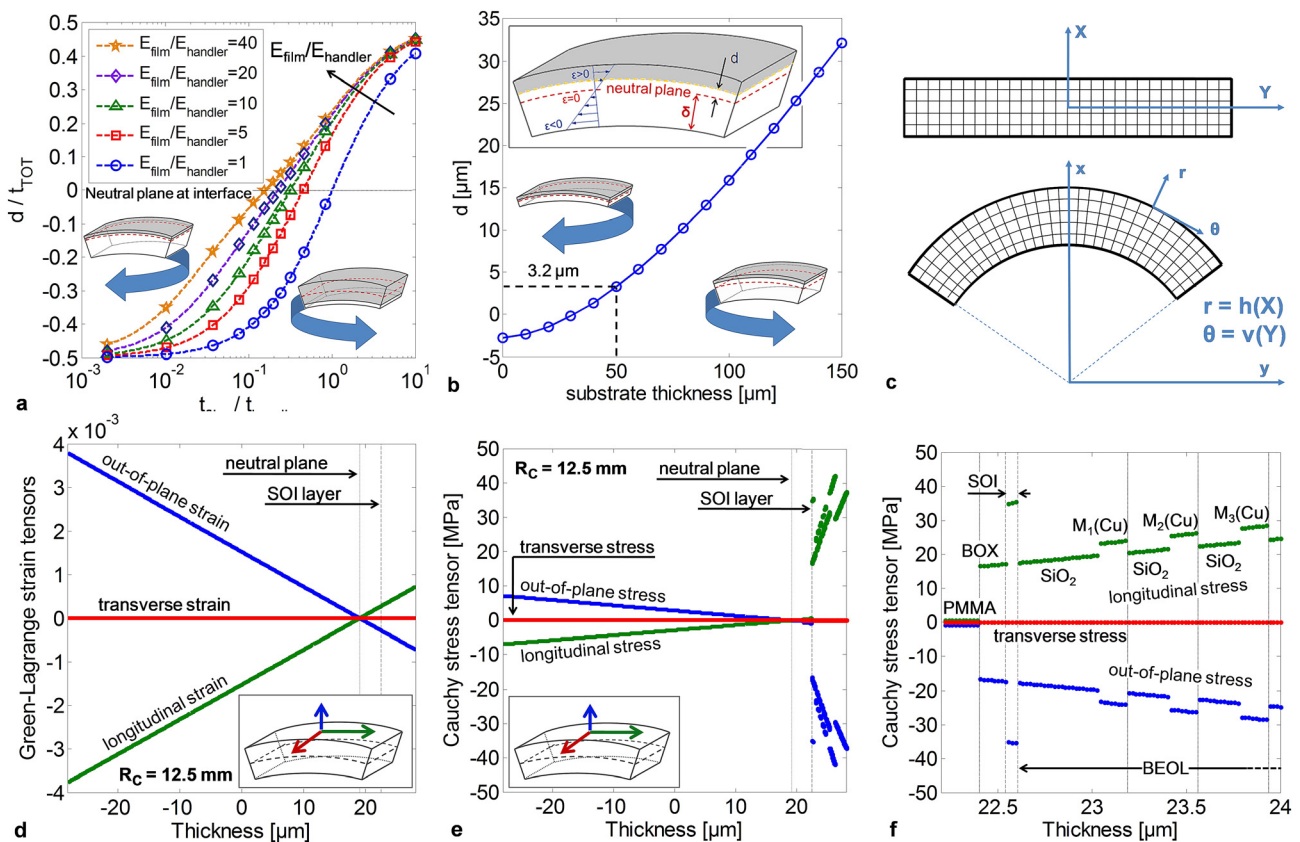 0.5
0.4
0.3
0.2
0.1
0
-0.1
-0.2
-0.3
-0.4
-0.5
d / t_TOT
E_film/E_handler=40
E_film/E_handler=20
E_film/E_handler=10
E_film/E_handler=5
E_film/E_handler=1
E_film/E_handler
Neutral plane at interface
10^-3
10^-2
10^-1
10^0
10^1
a
35
30
25
20
15
10
5
0
-5
d [µm]
ε>0
ε=0
ε<0
neutral plane
d
δ
3.2 µm
0
50
100
150
substrate thickness [µm]
b
X
Y
x
r
θ
r = h(X)
θ = v(Y)
y
c
4
3
2
1
0
-1
-2
-3
-4
x 10^-3
Green-Lagrange strain tensors
out-of-plane strain
neutral plane
SOI layer
transverse strain
longitudinal strain
R_C = 12.5 mm
-20
-10
0
10
20
Thickness [µm]
d
50
40
30
20
10
0
-10
-20
-30
-40
-50
Cauchy stress tensor [MPa]
R_C = 12.5 mm
neutral plane
SOI layer
transverse stress
out-of-plane stress
longitudinal stress
-20
-10
0
10
20
Thickness [µm]
e
50
40
30
20
10
0
-10
-20
-30
-40
-50
Cauchy stress tensor [MPa]
SOI
BOX
PMMA
SiO2
M1(Cu)
SiO2
M2(Cu)
SiO2
M3(Cu)
longitudinal stress
transverse stress
out-of-plane stress
BEOL
22.5
23
23.5
24
Thickness [µm]
f